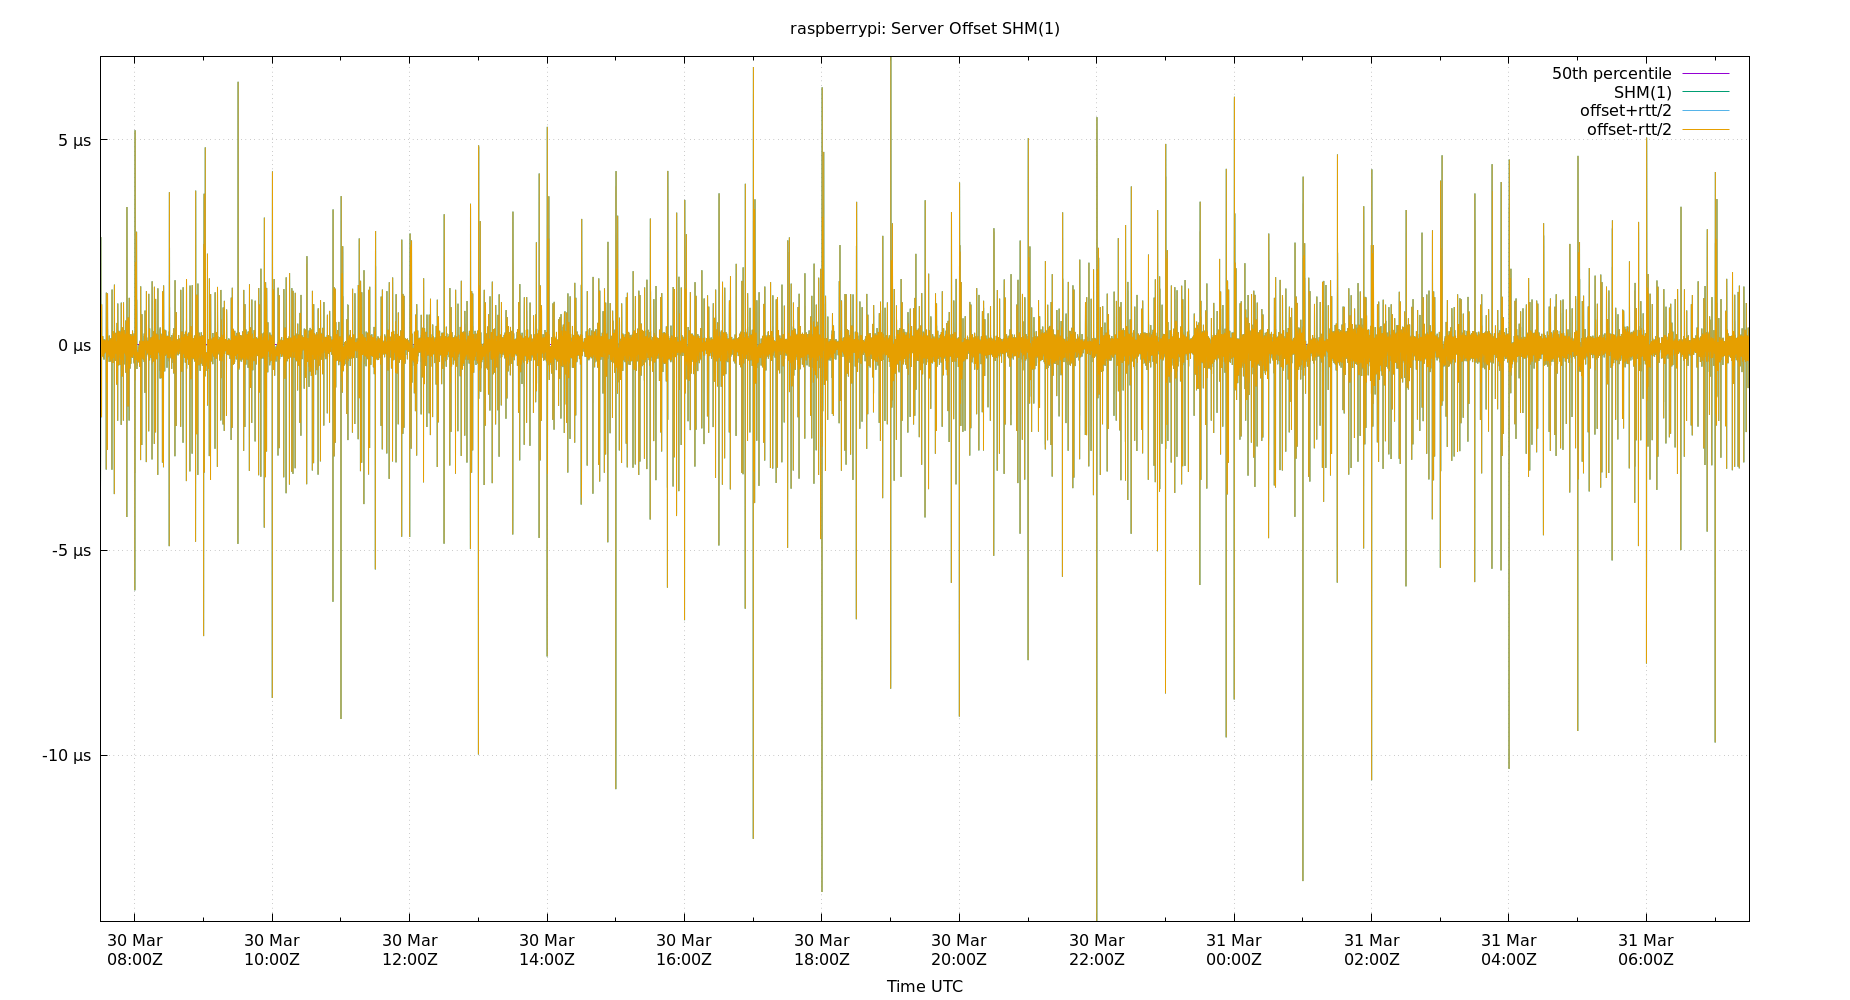 raspberrypi: Server Offset SHM(1)
50th percentile
SHM(1)
offset+rtt/2
offset-rtt/2
5 µs
0 µs
-5 µs
-10 µs
30 Mar 30 Mar 30 Mar 30 Mar 30 Mar 30 Mar 30 Mar 30 Mar 31 Mar 31 Mar 31 Mar 31 Mar
08:00Z 10:00Z 12:00Z 14:00Z 16:00Z 18:00Z 20:00Z 22:00Z 00:00Z 02:00Z 04:00Z 06:00Z
Time UTC